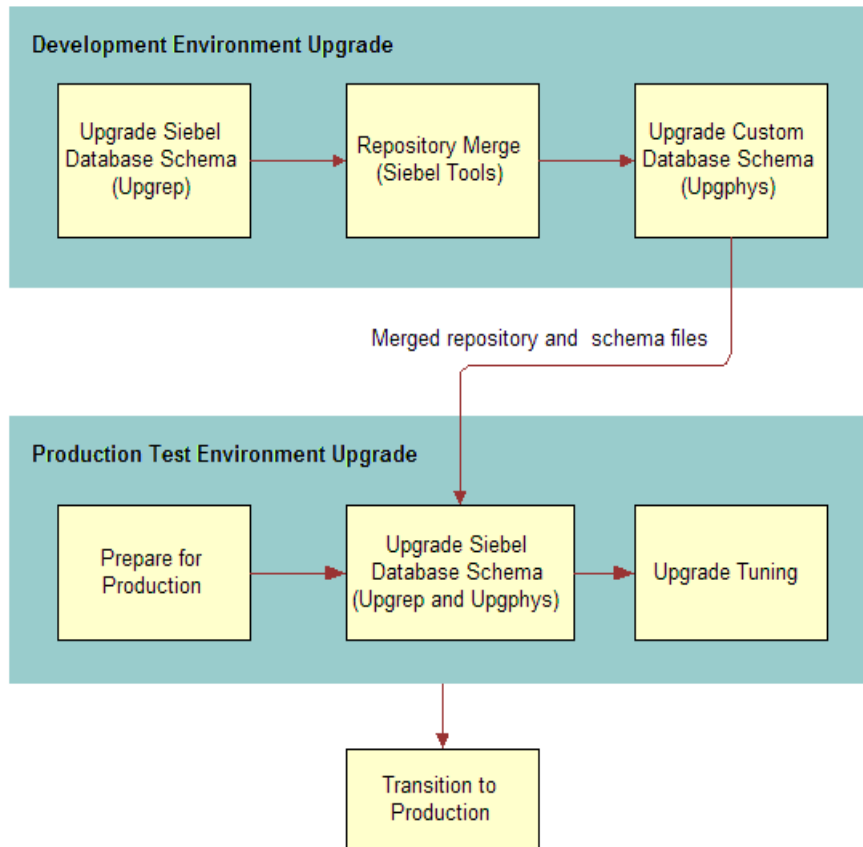 Development Environment Upgrade
Upgrade Siebel
Database Schema
(Upgrep)
Repository Merge
(Siebel Tools)
Upgrade Custom
Database Schema
(Upgphys)
Merged repository and schema files
Production Test Environment Upgrade
Prepare for
Production
Upgrade Siebel
Database Schema
(Upgrep and Upgphys)
Upgrade Tuning
Transition to
Production